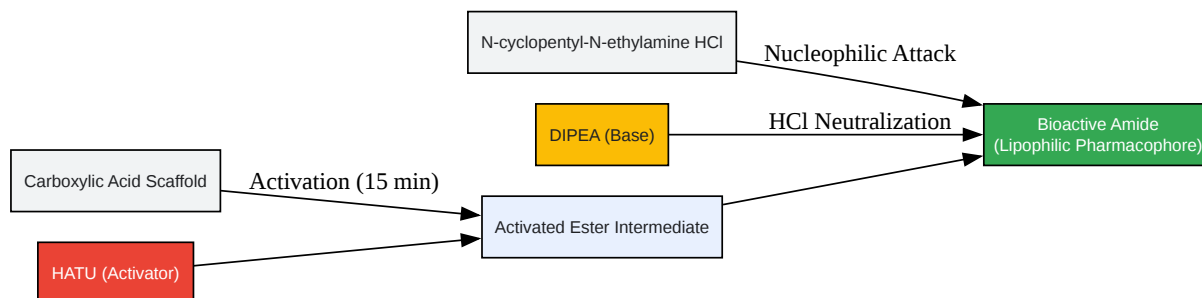 N-cyclopentyl-N-ethylamine HCl
Nucleophilic Attack
DIPEA (Base)
HCl Neutralization
Bioactive Amide
(Lipophilic Pharmacophore)
Carboxylic Acid Scaffold
Activation (15 min)
Activated Ester Intermediate
HATU (Activator)